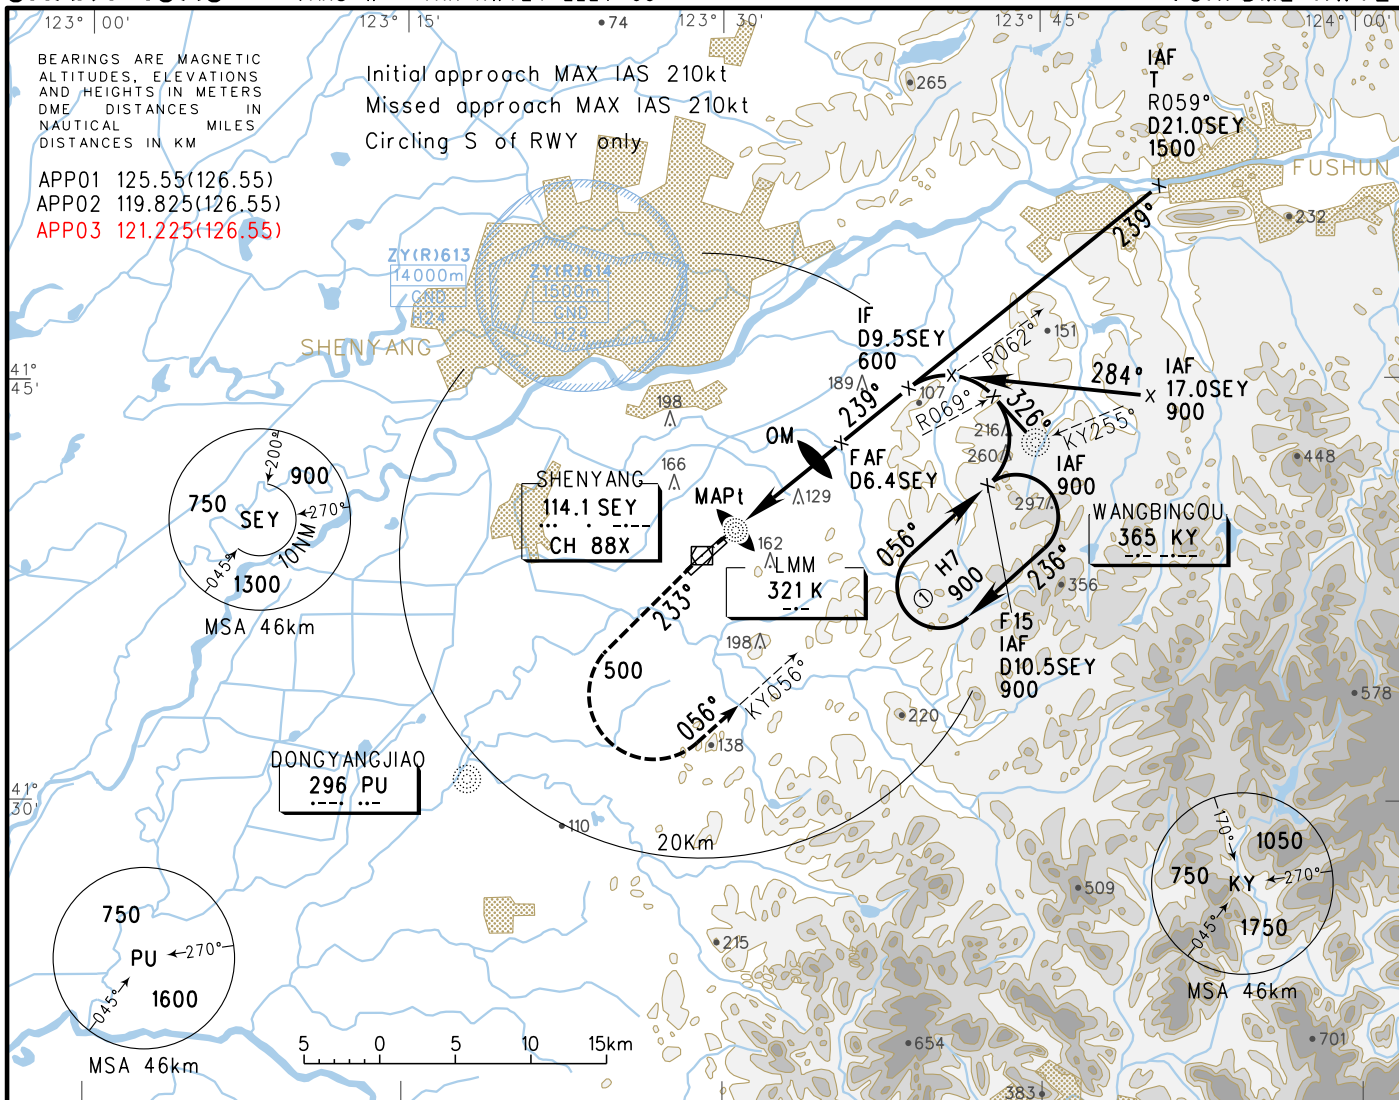 123° 00'
123° 15'
74
123° 30'
123° 45'
124° 00'
BEARINGS ARE MAGNETIC
ALTITUDES, ELEVATIONS
AND HEIGHTS IN METERS
DME DISTANCES IN
NAUTICAL MILES
DISTANCES IN KM
Initial approach MAX IAS 210kt
Missed approach MAX IAS 210kt
Circling S of RWY only
APP01 125.55(126.55)
APP02 119.825(126.55)
APP03 121.225(126.55)
265
IAF
T
R059°
D21.0SEY
1500
FUSHUN
232
239°
ZY(R)613
14000m
GND
H24
ZY(R)614
1500m
GND
H24
SHENYANG
41°
45'
IF
D9.5SEY
600
151
R062°
189
107
284°
IAF
17.0SEY
900
239°
R069°
326°
KY255°
198
216
260
IAF
900
448
OM
FAF
D6.4SEY
166
129
297
MAPt
SHENYANG
114.1 SEY
CH 88X
WANGBINGOU
365 KY
750
900
200°
SEY
270°
10NM
045°
1300
MSA 46km
162
LMM
321 K
056°
H7
900
1
236°
356
233°
F15
IAF
D10.5SEY
900
198
500
KY056°
056°
578
220
138
DONGYANGJIAO
296 PU
41°
30'
110
20Km
170°
1050
750
KY
270°
045°
1750
MSA 46km
509
750
PU
270°
045°
1600
MSA 46km
215
5 0 5 10 15km
654
701
383